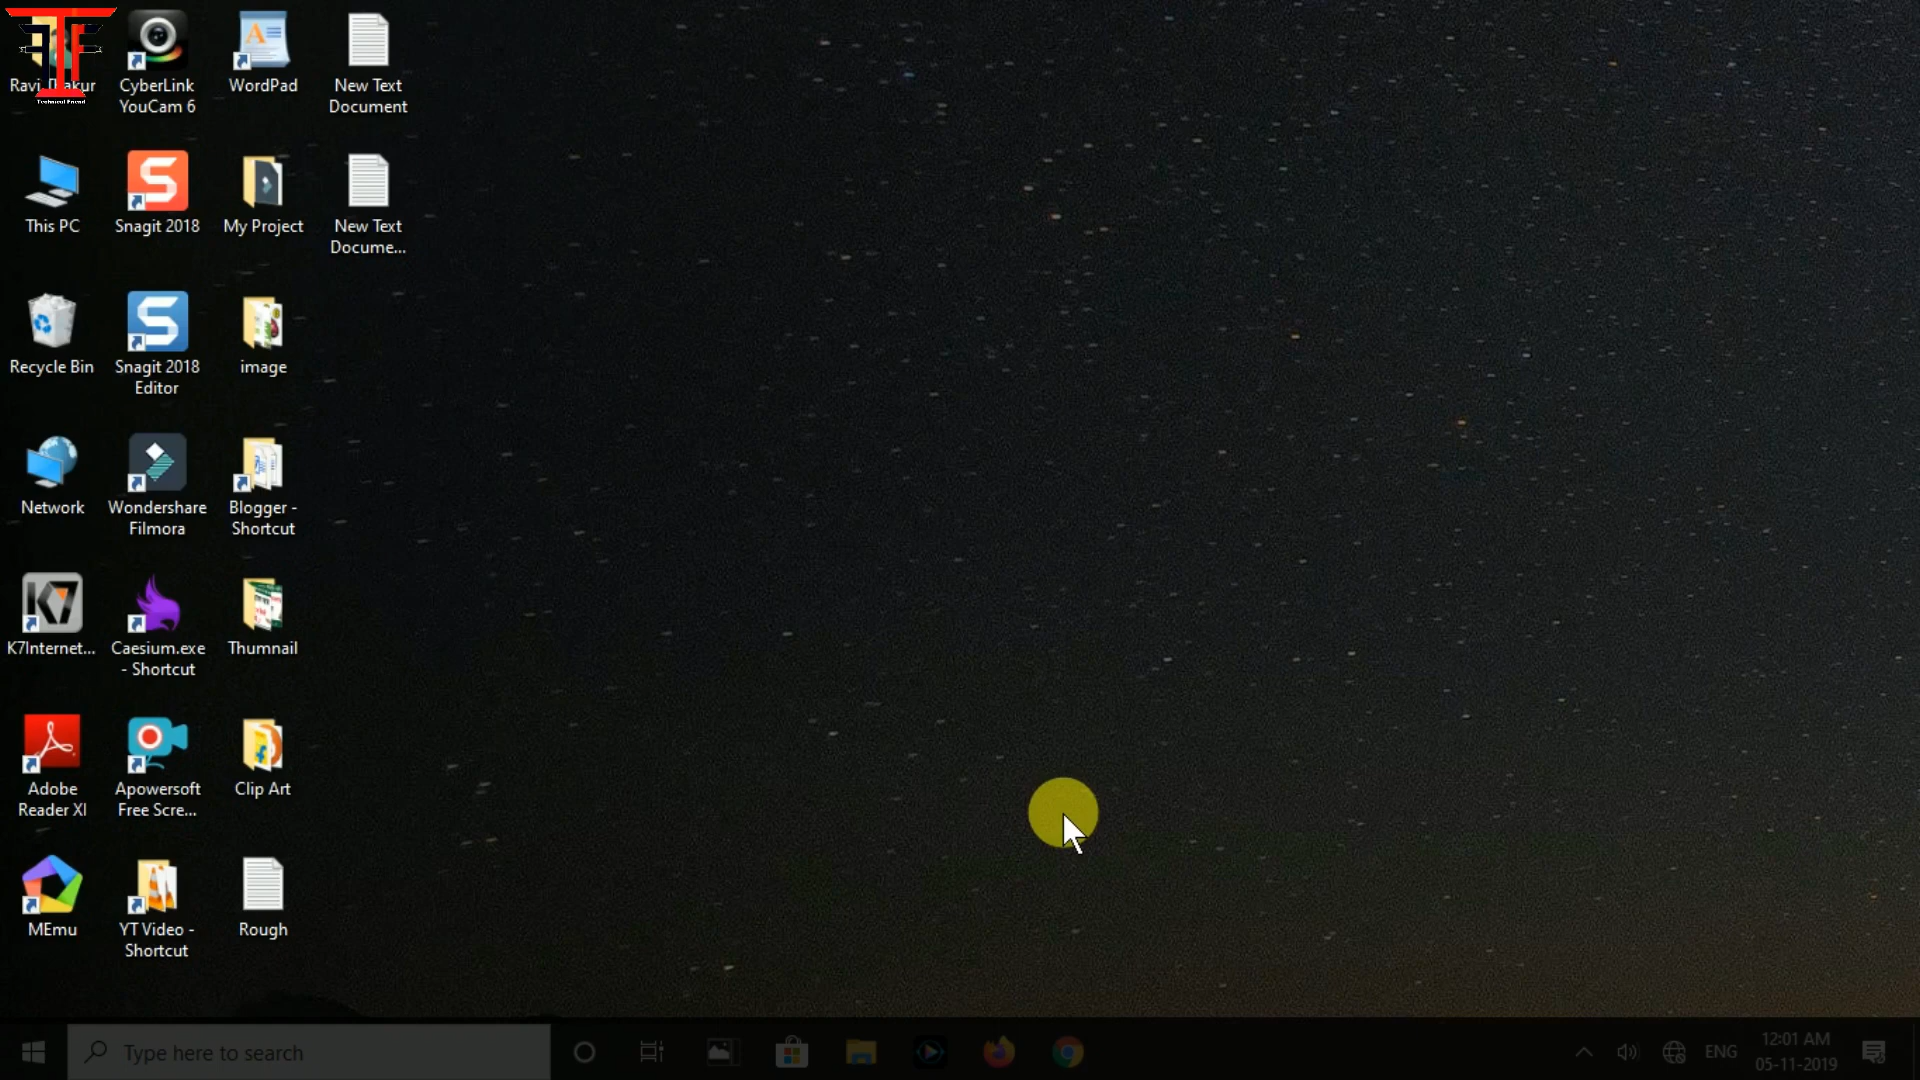 Technical Friend
CyberLink
YouCam 6
WordPad
New Text
Document
This PC
Snagit 2018
My Project
New Text
Docume...
Recycle Bin
Snagit 2018
Editor
image
Network
Wondershare
Filmora
Blogger -
Shortcut
K7Internet...
Caesium.exe
- Shortcut
Thumnail
Adobe
Reader XI
Apowersoft
Free Scre...
Clip Art
MEmu
YT Video -
Shortcut
Rough
Type here to search
ENG
12:01 AM
05-11-2019